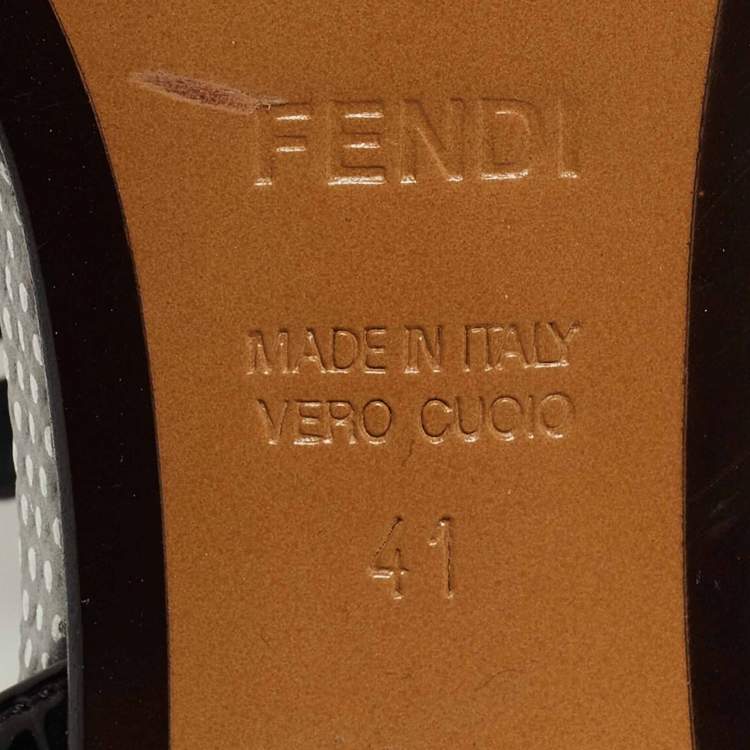 FENDI
MADE IN ITALY
VERO CUOIO
41